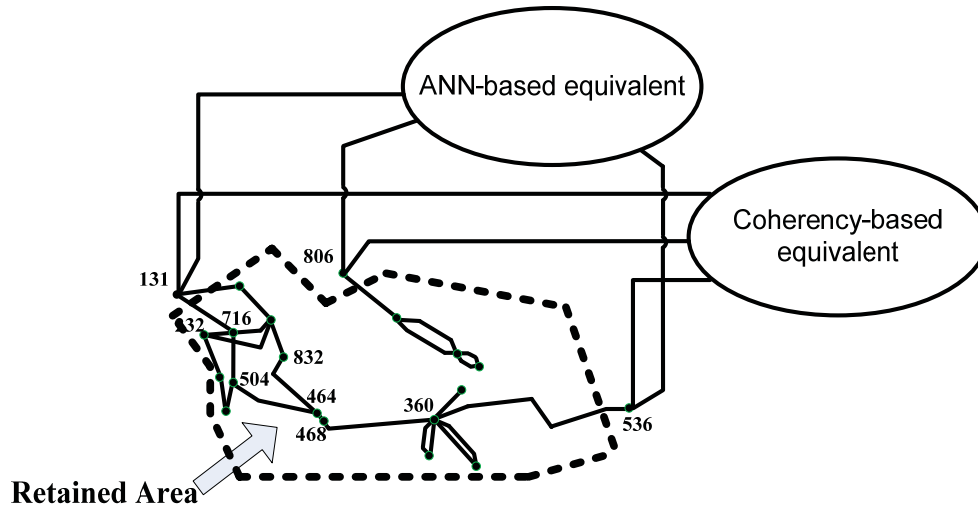 ANN-based equivalent
Coherency-based
equivalent
806
131
716
832
504
464
468
360
536
Retained Area